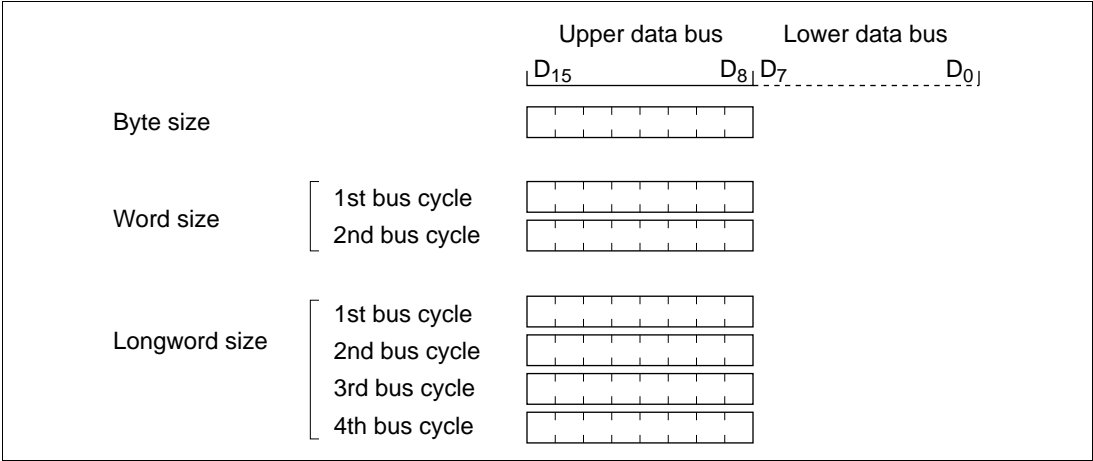 Upper data bus Lower data bus
D15 D8 D7 D0
Byte size
1st bus cycle
Word size
2nd bus cycle
1st bus cycle
Longword size
2nd bus cycle
3rd bus cycle
4th bus cycle